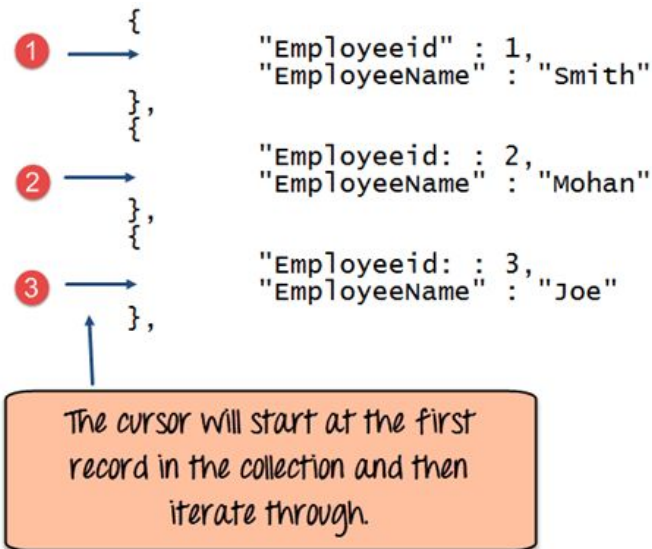 {
1
"Employeeid" : 1,
"EmployeeName" : "Smith"
},
{
2
"Employeeid: : 2,
"EmployeeName" : "Mohan"
},
{
3
"Employeeid: : 3,
"EmployeeName" : "Joe"
},
The cursor will start at the first
record in the collection and then
iterate through.